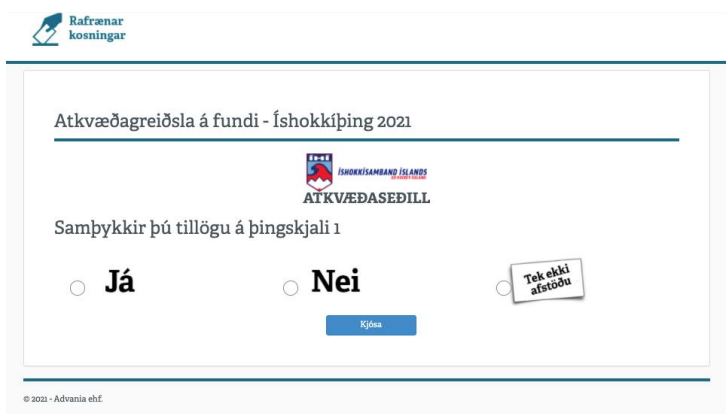 Rafrænar
kosningar
Atkvæðagreiðsla á fundi - Íshokkíþing 2021
ÍSHOKKÍSAMBAND ÍSLANDS
ATKVÆÐASEÐILL
Samþykkir þú tillögu á þingskjali 1
Já
Nei
Tek ekki
afstöðu
Kjósa
© 2021 - Advania ehf.